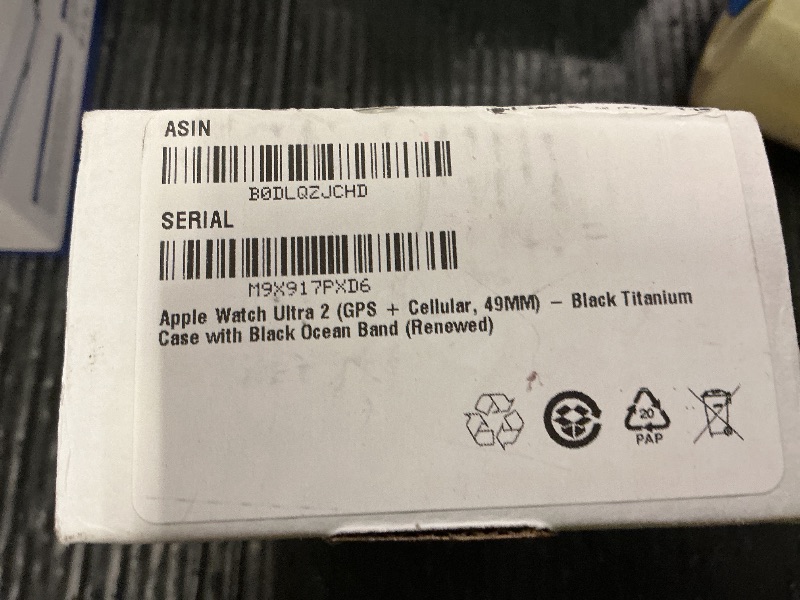 ASIN
B0DLQZJCHD
SERIAL
M9X917PXD6
Apple Watch Ultra 2 (GPS + Cellular, 49MM) – Black Titanium
Case with Black Ocean Band (Renewed)
20
PAP